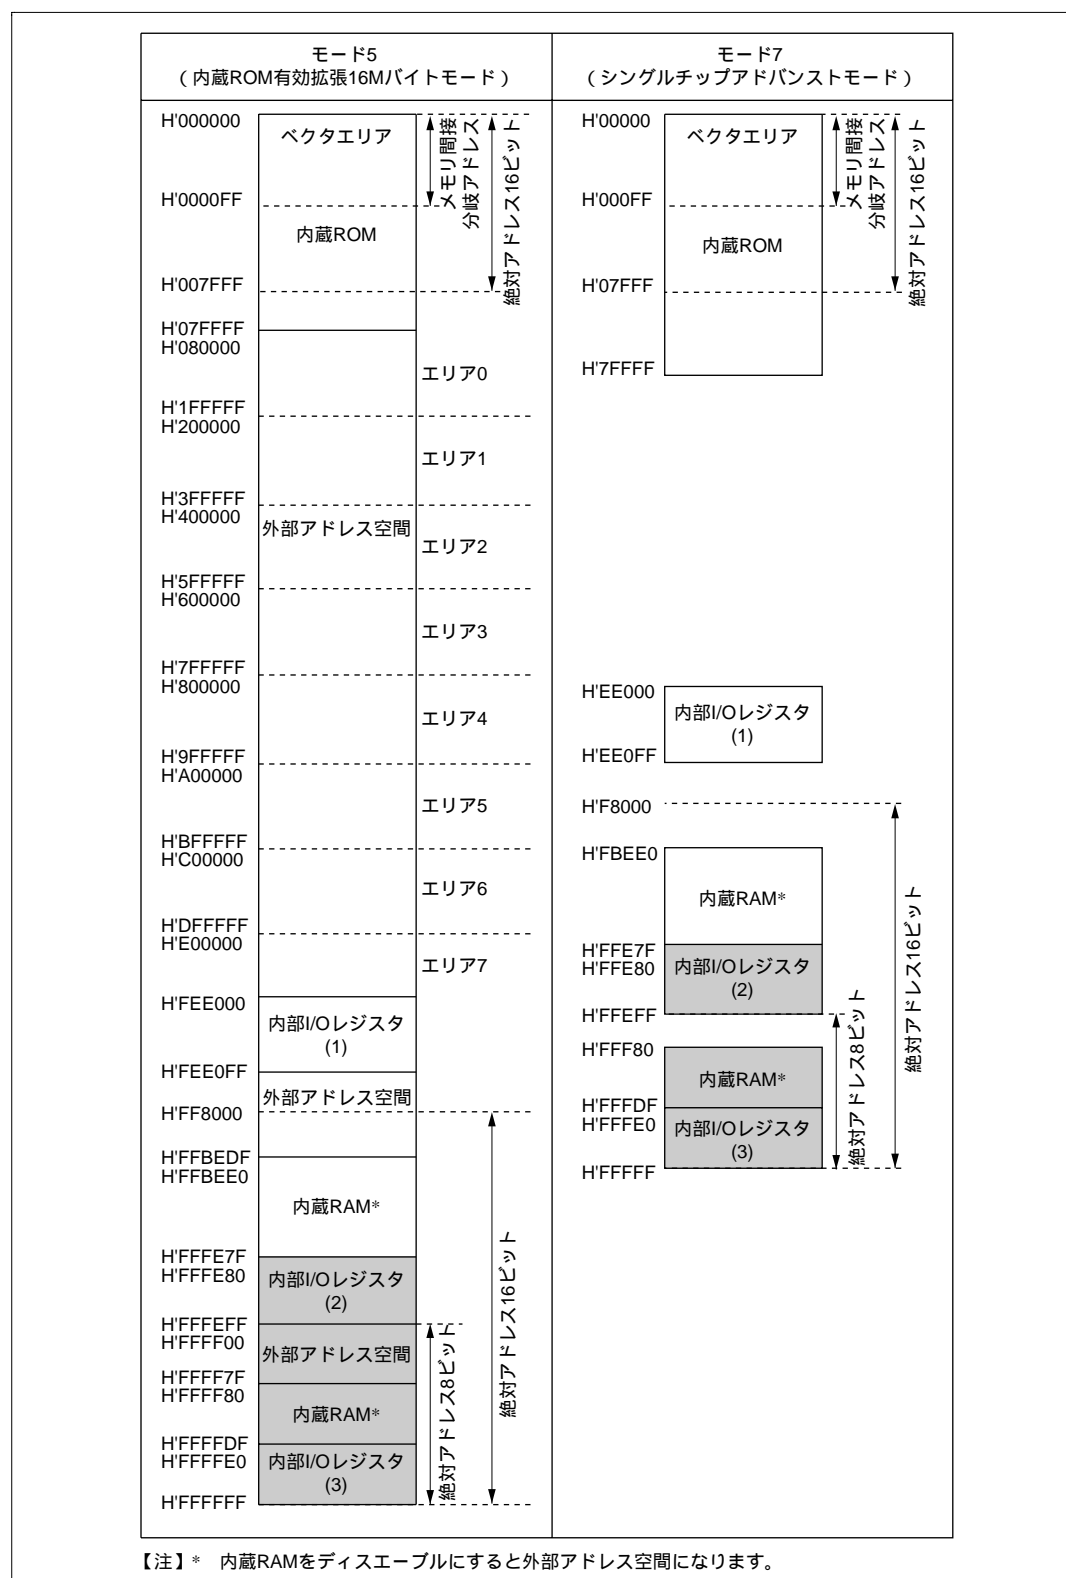 モード5
（内蔵ROM有効拡張16Mバイトモード）
H'000000
ベクタエリア
メモリ間接
分岐アドレス
絶対アドレス16ビット
H'0000FF
内蔵ROM
H'007FFF
H'07FFFF
H'080000
エリア0
H'1FFFFF
H'200000
エリア1
H'3FFFFF
H'400000
外部アドレス空間
エリア2
H'5FFFFF
H'600000
エリア3
H'7FFFFF
H'800000
エリア4
H'9FFFFF
H'A00000
エリア5
H'BFFFFF
H'C00000
エリア6
H'DFFFFF
H'E00000
エリア7
H'FEE000
内部I/Oレジスタ
(1)
H'FEE0FF
外部アドレス空間
H'FF8000
H'FFBEDF
H'FFBEE0
内蔵RAM*
絶対アドレス16ビット
H'FFFE7F
H'FFFE80
内部I/Oレジスタ
(2)
H'FFFEFF
H'FFFF00
外部アドレス空間
絶対アドレス8ビット
H'FFFF7F
H'FFFF80
内蔵RAM*
H'FFFFDF
H'FFFFE0
内部I/Oレジスタ
(3)
H'FFFFFF
モード7
（シングルチップアドバンストモード）
H'00000
ベクタエリア
メモリ間接
分岐アドレス
絶対アドレス16ビット
H'000FF
内蔵ROM
H'07FFF
H'7FFFF
H'EE000
内部I/Oレジスタ
(1)
H'EE0FF
H'F8000
H'FBEE0
内蔵RAM*
絶対アドレス16ビット
H'FFE7F
H'FFE80
内部I/Oレジスタ
(2)
H'FFEFF
絶対アドレス8ビット
H'FFF80
内蔵RAM*
H'FFFDF
H'FFFE0
内部I/Oレジスタ
(3)
H'FFFFF
【注】* 内蔵RAMをディスエーブルにすると外部アドレス空間になります。